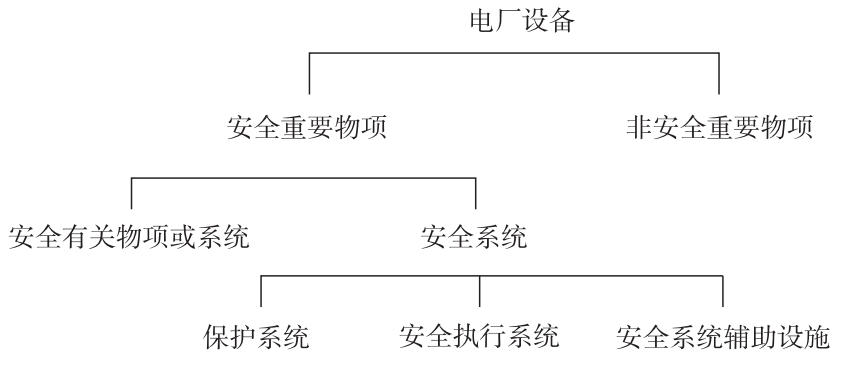 电厂设备
安全重要物项
非安全重要物项
安全有关物项或系统
安全系统
保护系统
安全执行系统
安全系统辅助设施